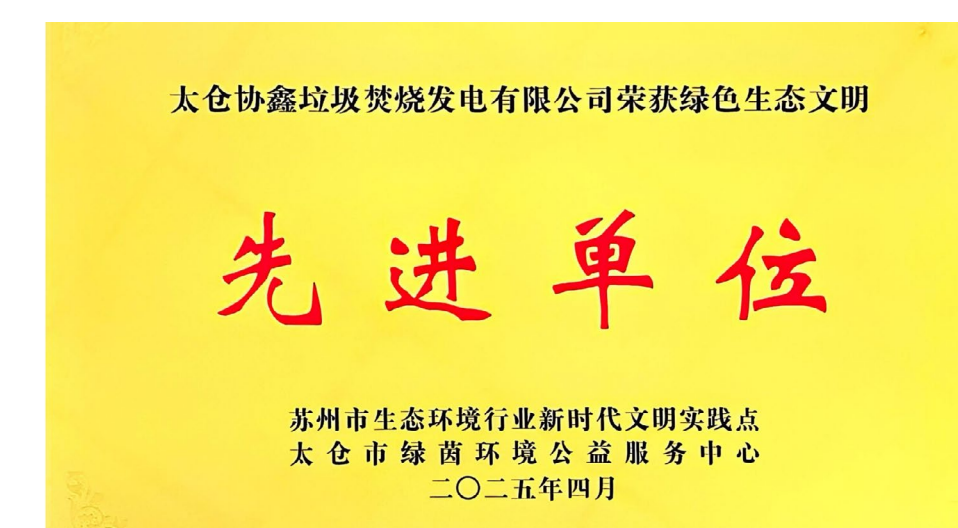 太仓协鑫垃圾焚烧发电有限公司荣获绿色生态文明
先进单位
苏州市生态环境行业新时代文明实践点
太仓市绿茵环境公益服务中心
二〇二五年四月